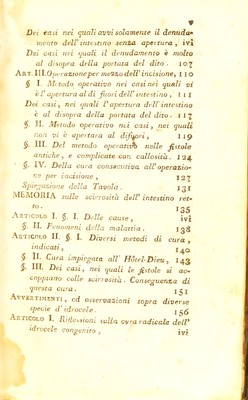 v
Dei casi nei quali avvi solamente il denuda-
mento dell'intestino senza apertura, ivi
Dei casi nei quali il denudamento è molto
al disopra della portata del dito. 107
ART. III. Operazione per mezzo dell'incisione, 110
§ I. Metodo operativo nei casi nei quali vi
è l'apertura al di fuori dell'intestino, 111
Dei casi, nei quali l'apertura dell'intestino
è al disopra della portata del dito. 117
§ II. Metodo operativo nei casi, nei quali
non vi è apertura al difuori, 119
§. III. Del metodo operativo nelle fistole
antiche, e complicate con callosità. 124
§ IV. Della cura consecutiva all'operazio-
ne per incisione, 127
Spiegazione della Tavola. 131
MEMORIA sulle scirrosità dell'intestino ret-
to. 135
ARTICOLO I. §. I. Delle cause, ivi
§ II. Fenomeni della malattia. 138
ARTICOLO II. §. I. Diversi metodi di cura,
indicati, 140
§ II. Cura impiegata all'Hôtel-Dieu, 143
§ III. Dei casi, nei quali le fistole si ac-
coppiano colle scirrosità. Conseguenza di
questa cura. 151
AVVERTIMENTI, ed osservazioni sopra diverse
specie d'idrocele. 156
ARTICOLO I. Riflessioni sulla cura radicale dell'
idrocele congenito, ivi